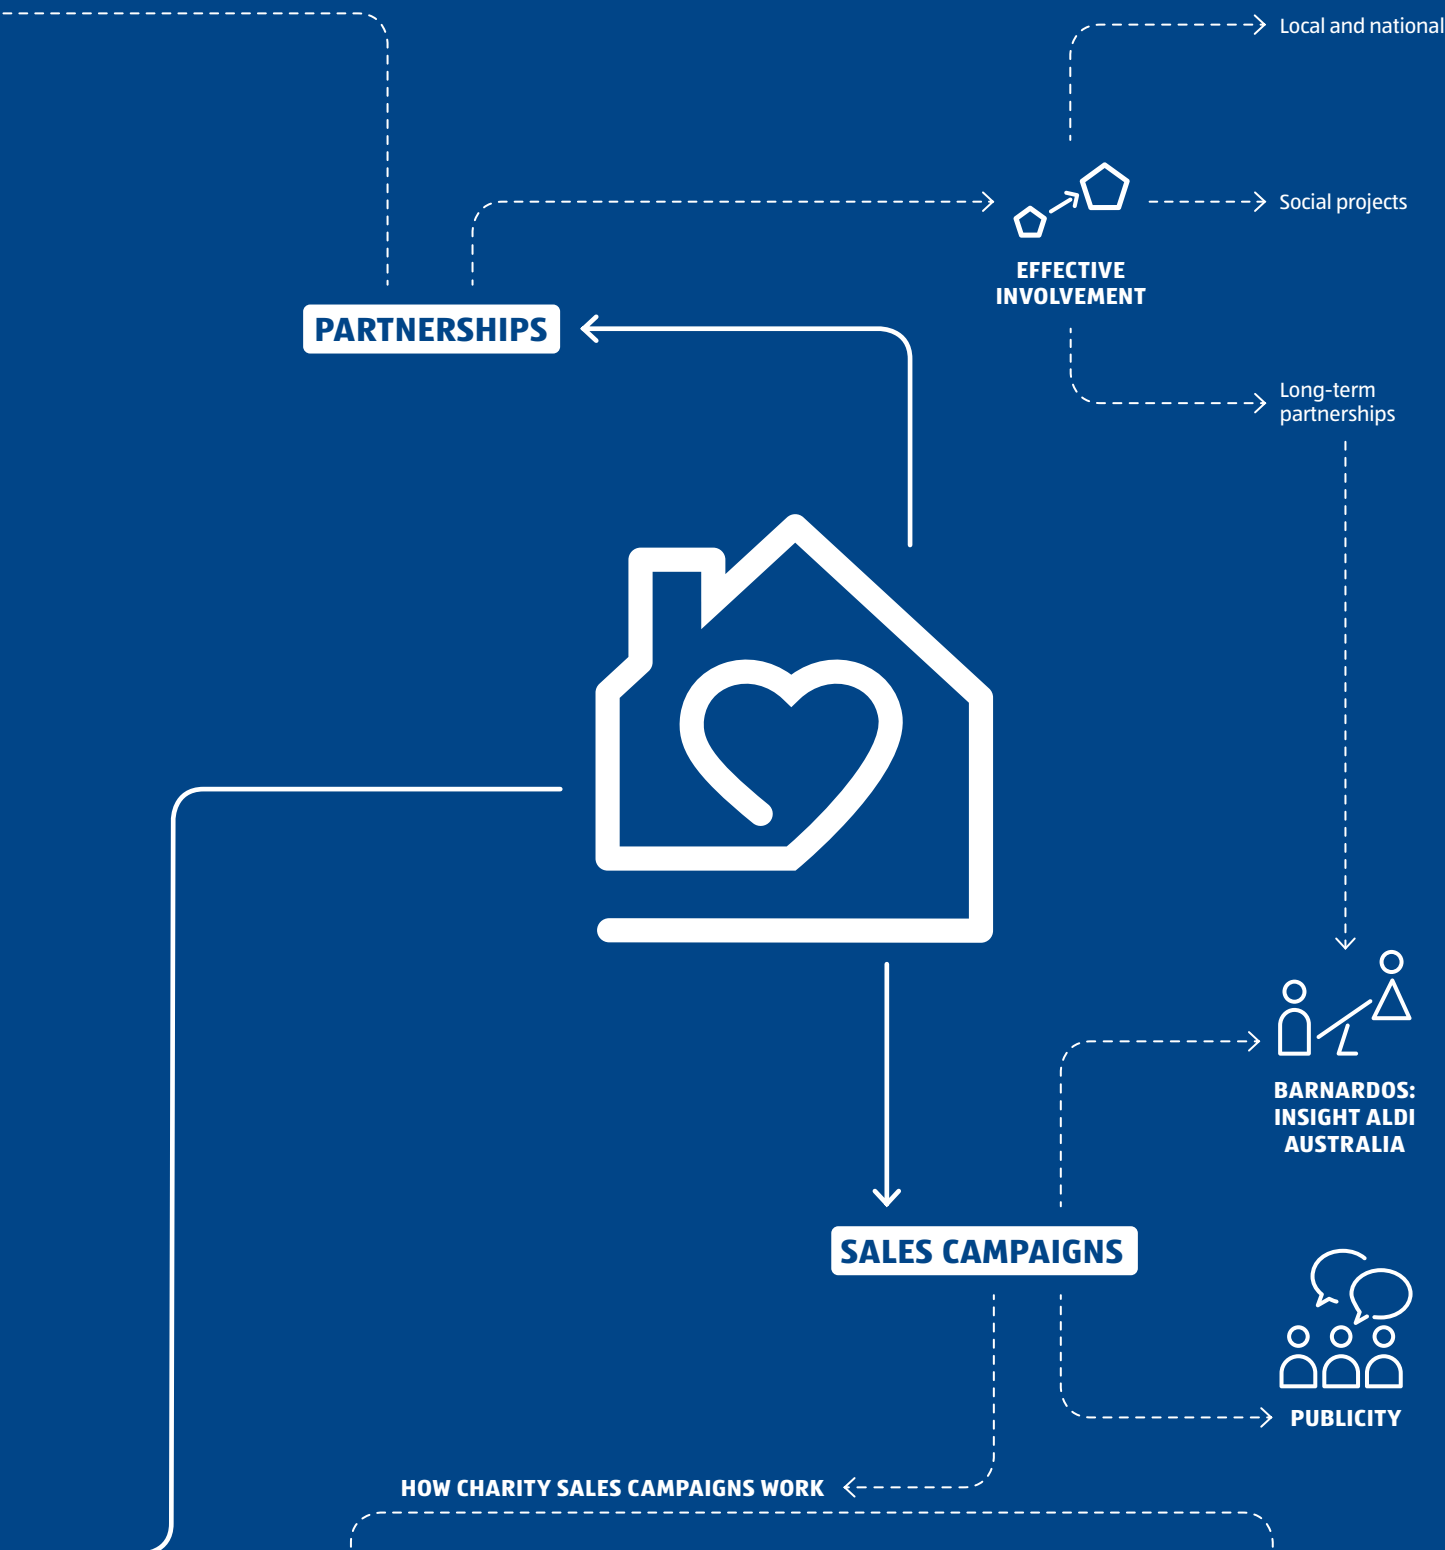 Local and national
Social projects
EFFECTIVE
INVOLVEMENT
PARTNERSHIPS
Long-term
partnerships
BARNARDOS:
INSIGHT ALDI
AUSTRALIA
SALES CAMPAIGNS
PUBLICITY
HOW CHARITY SALES CAMPAIGNS WORK